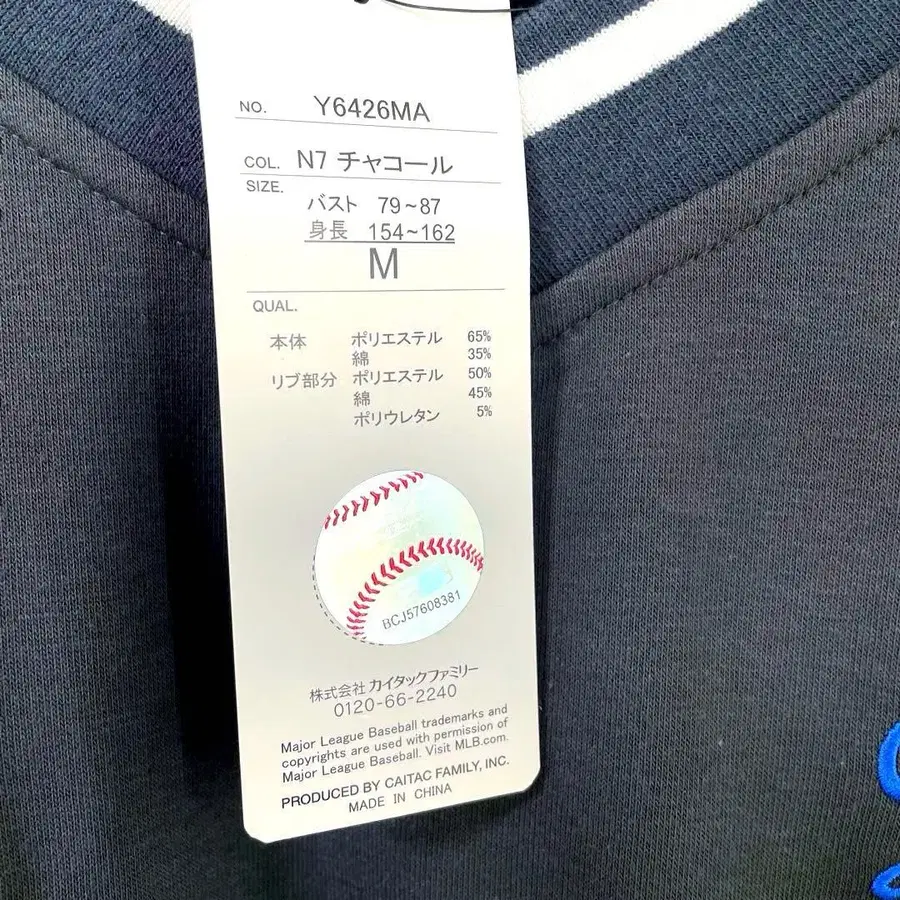 NO. Y6426MA
COL. N7 チャコール
SIZE.
バスト 79~87
身長 154~162
M
QUAL.
本体 ポリエステル 65%
綿 35%
リブ部分 ポリエステル 50%
綿 45%
ポリウレタン 5%
BCJ57608381
株式会社 カイタックファミリー
0120-66-2240
Major League Baseball trademarks and
copyrights are used with permission of
Major League Baseball. Visit MLB.com.
PRODUCED BY CAITAC FAMILY, INC.
MADE IN CHINA